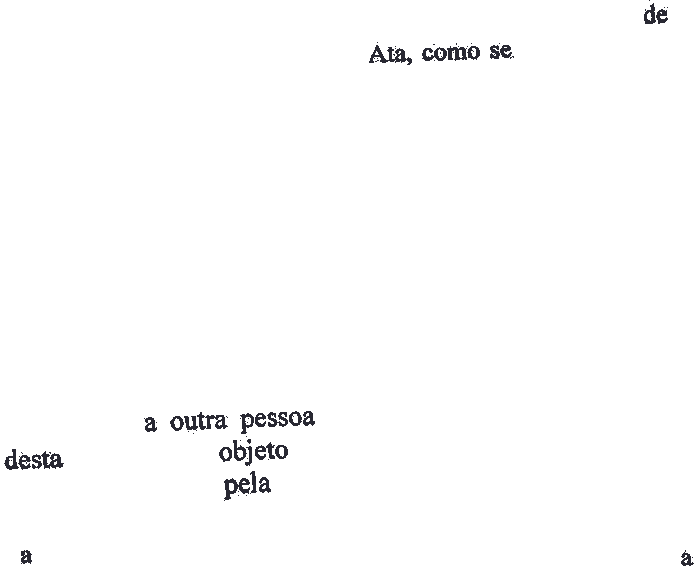 de
Ata, como se
a outra pessoa
desta objeto
pela
a a